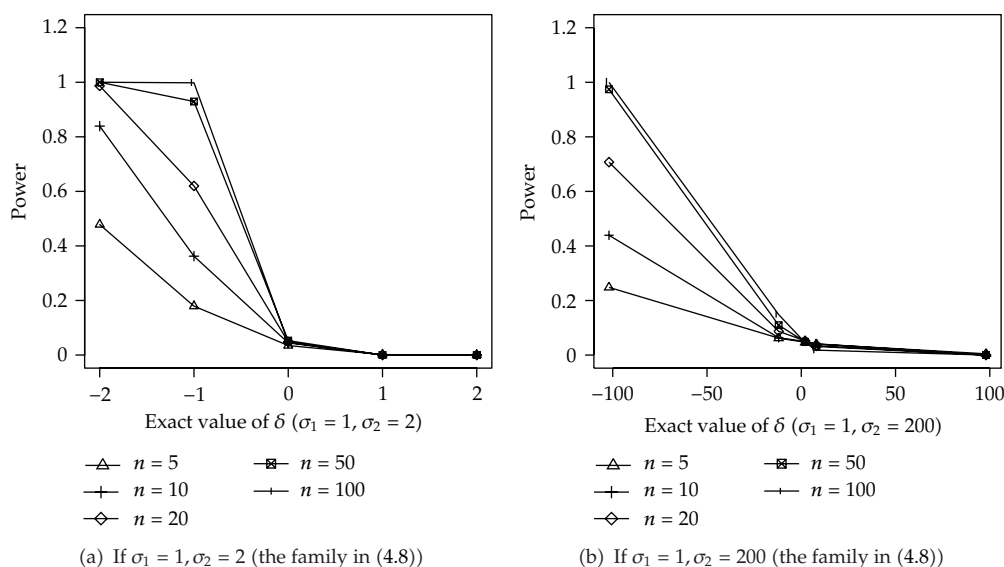 1.2
1
0.8
0.6
0.4
0.2
0
Power
−2
−1
0
1
2
Exact value of δ (σ₁ = 1, σ₂ = 2)
n = 5
n = 10
n = 20
n = 50
n = 100
(a) If σ₁ = 1, σ₂ = 2 (the family in (4.8))
1.2
1
0.8
0.6
0.4
0.2
0
Power
−100
−50
0
50
100
Exact value of δ (σ₁ = 1, σ₂ = 200)
n = 5
n = 10
n = 20
n = 50
n = 100
(b) If σ₁ = 1, σ₂ = 200 (the family in (4.8))